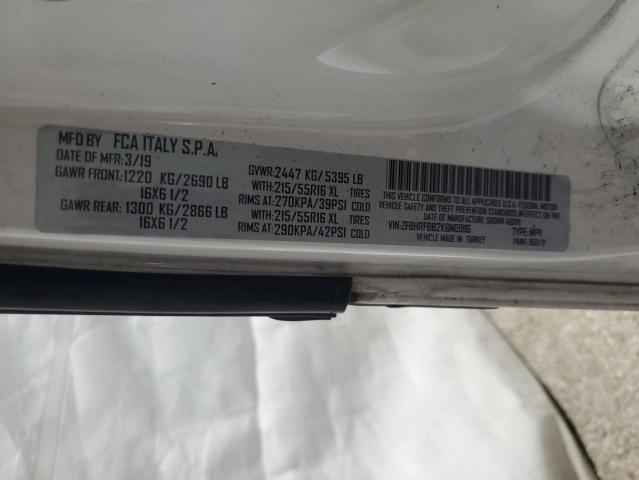 MFD BY FCA ITALY S.P.A.
DATE OF MFR: 3/19
GAWR FRONT: 1220 KG/2690 LB
16X6 1/2
GAWR REAR: 1300 KG/2866 LB
16X6 1/2
GVWR: 2447 KG/5395 LB
WITH: 215/55R16 XL TIRES
RIMS AT: 270KPA/39PSI COLD
WITH: 215/55R16 XL TIRES
RIMS AT: 290KPA/42PSI COLD
THIS VEHICLE CONFORMS TO ALL APPLICABLE U.S.A. FEDERAL MOTOR
VEHICLE SAFETY AND THEFT PREVENTION STANDARDS IN EFFECT
ON THE DATE OF MANUFACTURE SHOWN ABOVE.
TYPE: MPV
VEHICLE MADE IN: TURKEY
PAINT: